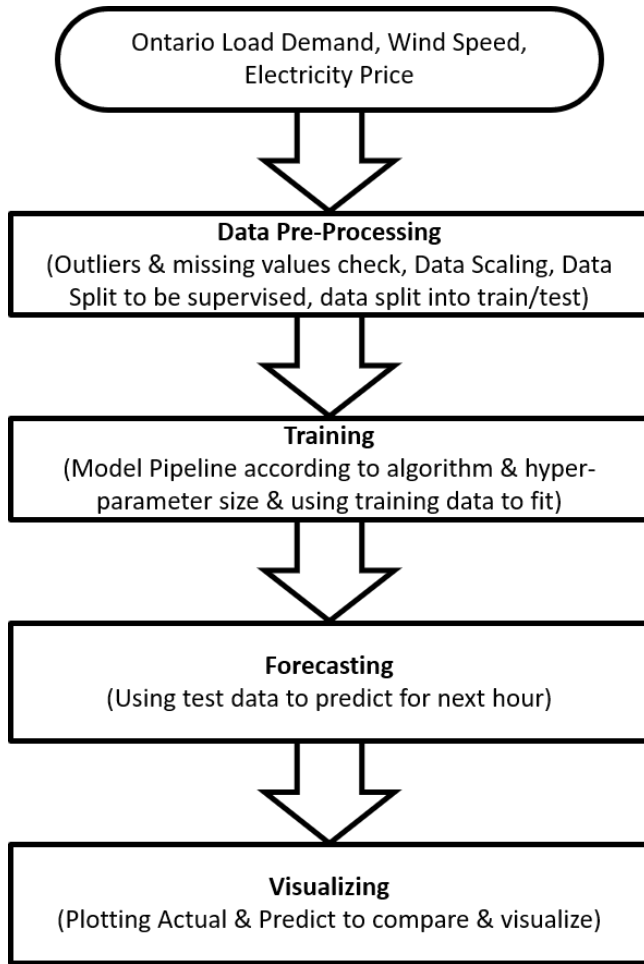 Ontario Load Demand, Wind Speed,
Electricity Price
Data Pre-Processing
(Outliers & missing values check, Data Scaling, Data
Split to be supervised, data split into train/test)
Training
(Model Pipeline according to algorithm & hyper-
parameter size & using training data to fit)
Forecasting
(Using test data to predict for next hour)
Visualizing
(Plotting Actual & Predict to compare & visualize)